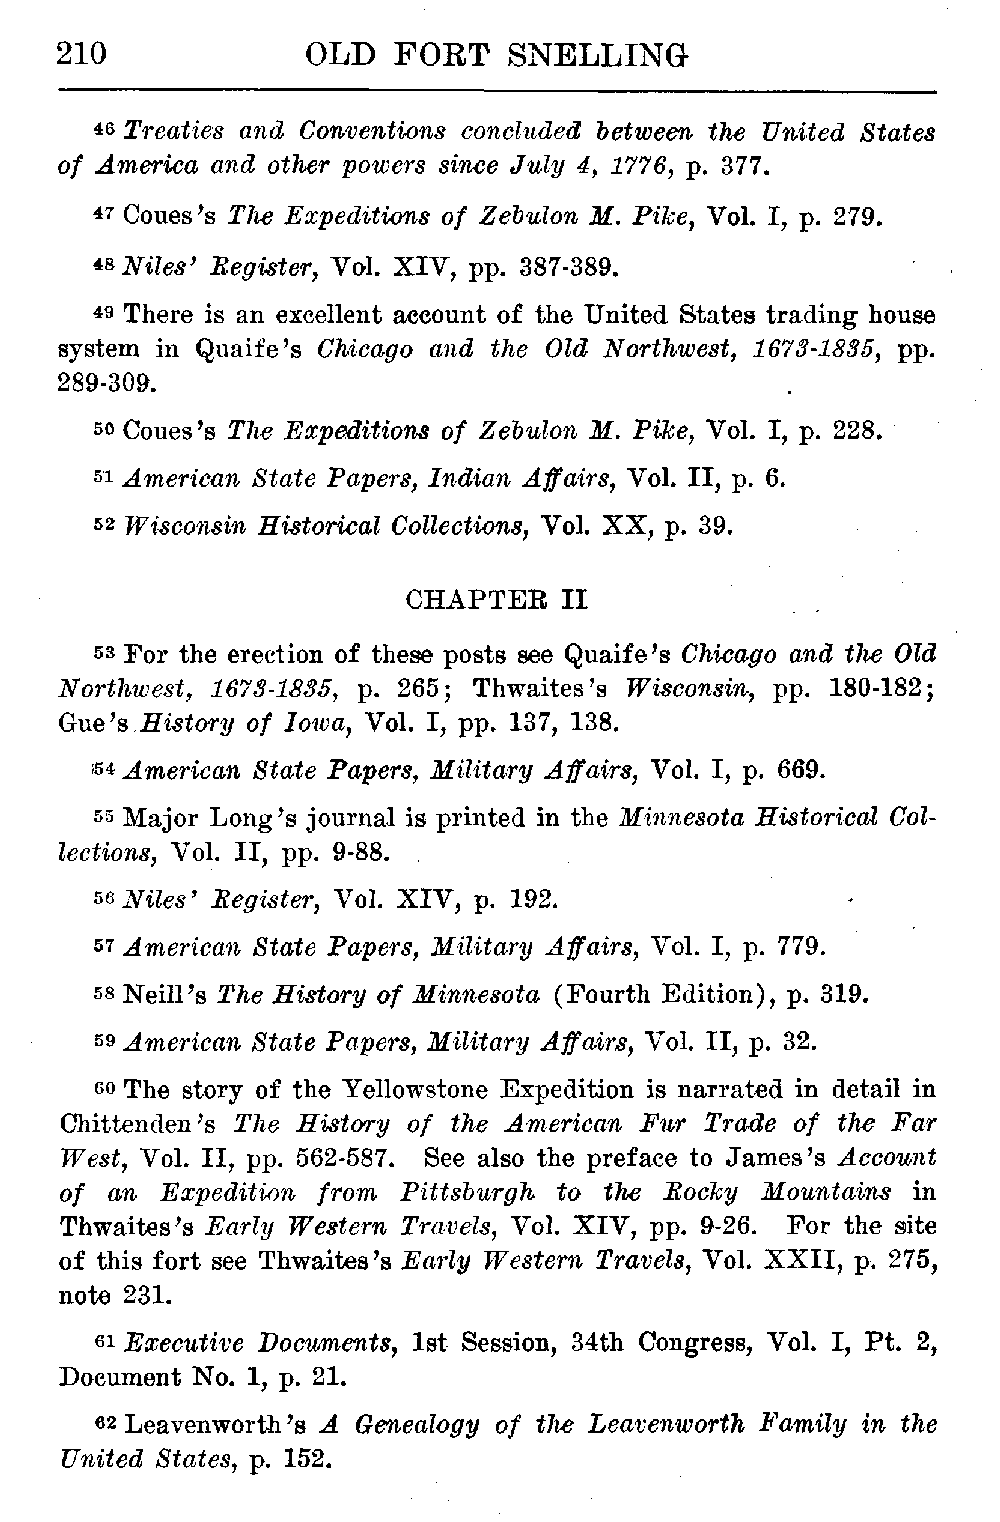 210 OLD FORT SNELLING
46 Treaties and Conventions concluded between the United States
of America and other powers since July 4, 1776, p. 377.
47 Coues's The Expeditions of Zebulon M. Pike, Vol. I, p. 279.
48 Niles' Register, Vol. XIV, pp. 387-389.
49 There is an excellent account of the United States trading house
system in Quaife's Chicago and the Old Northwest, 1673-1835, pp.
289-309.
50 Coues's The Expeditions of Zebulon M. Pike, Vol. I, p. 228.
51 American State Papers, Indian Affairs, Vol. II, p. 6.
52 Wisconsin Historical Collections, Vol. XX, p. 39.
CHAPTER II
53 For the erection of these posts see Quaife's Chicago and the Old
Northwest, 1673-1835, p. 265; Thwaites's Wisconsin, pp. 180-182;
Gue's History of Iowa, Vol. I, pp. 137, 138.
54 American State Papers, Military Affairs, Vol. I, p. 669.
55 Major Long's journal is printed in the Minnesota Historical Col-
lections, Vol. II, pp. 9-88.
56 Niles' Register, Vol. XIV, p. 192.
57 American State Papers, Military Affairs, Vol. I, p. 779.
58 Neill's The History of Minnesota (Fourth Edition), p. 319.
59 American State Papers, Military Affairs, Vol. II, p. 32.
60 The story of the Yellowstone Expedition is narrated in detail in
Chittenden's The History of the American Fur Trade of the Far
West, Vol. II, pp. 562-587. See also the preface to James's Account
of an Expedition from Pittsburgh to the Rocky Mountains in
Thwaites's Early Western Travels, Vol. XIV, pp. 9-26. For the site
of this fort see Thwaites's Early Western Travels, Vol. XXII, p. 275,
note 231.
61 Executive Documents, 1st Session, 34th Congress, Vol. I, Pt. 2,
Document No. 1, p. 21.
62 Leavenworth's A Genealogy of the Leavenworth Family in the
United States, p. 152.